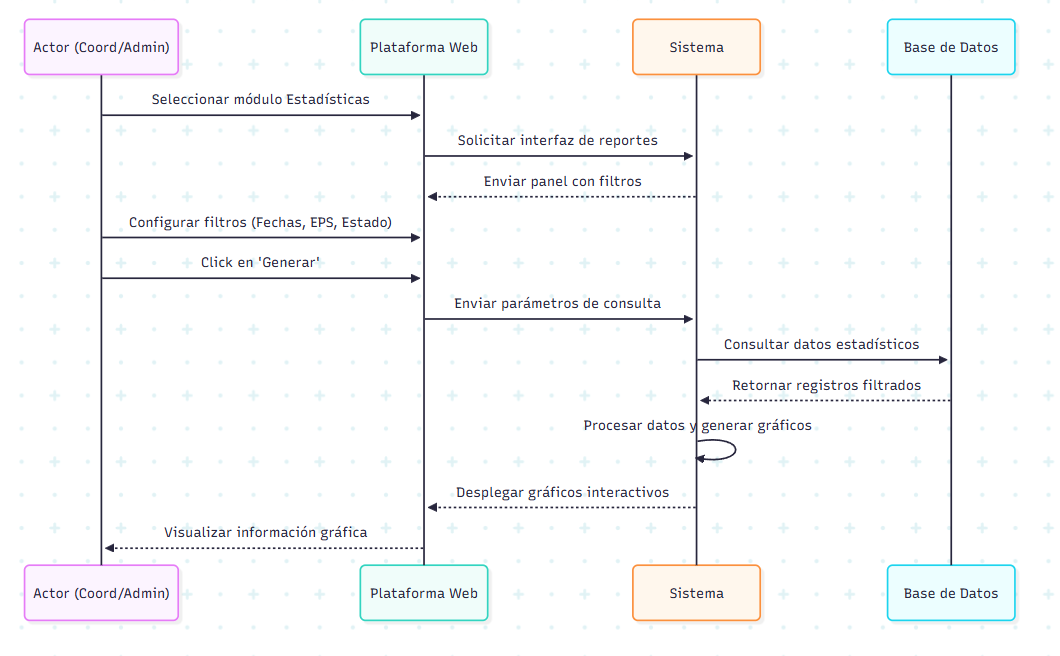 Actor (Coord/Admin)
Plataforma Web
Sistema
Base de Datos
Seleccionar módulo Estadísticas
Solicitar interfaz de reportes
Enviar panel con filtros
Configurar filtros (Fechas, EPS, Estado)
Click en 'Generar'
Enviar parámetros de consulta
Consultar datos estadísticos
Retornar registros filtrados
Procesar datos y generar gráficos
Desplegar gráficos interactivos
Visualizar información gráfica
Actor (Coord/Admin)
Plataforma Web
Sistema
Base de Datos